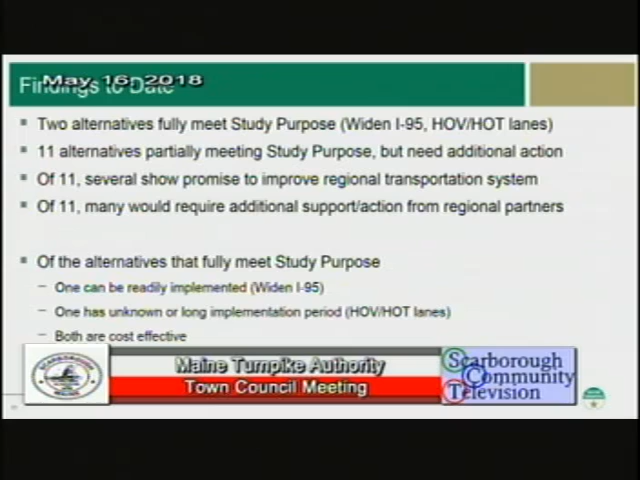 May 16, 2018
Findings to Date
Two alternatives fully meet Study Purpose (Widen I-95, HOV/HOT lanes)
11 alternatives partially meeting Study Purpose, but need additional action
Of 11, several show promise to improve regional transportation system
Of 11, many would require additional support/action from regional partners
Of the alternatives that fully meet Study Purpose
– One can be readily implemented (Widen I-95)
– One has unknown or long implementation period (HOV/HOT lanes)
– Both are cost effective
SCARBOROUGH
Maine Turnpike Authority
Town Council Meeting
Scarborough
Community
Television